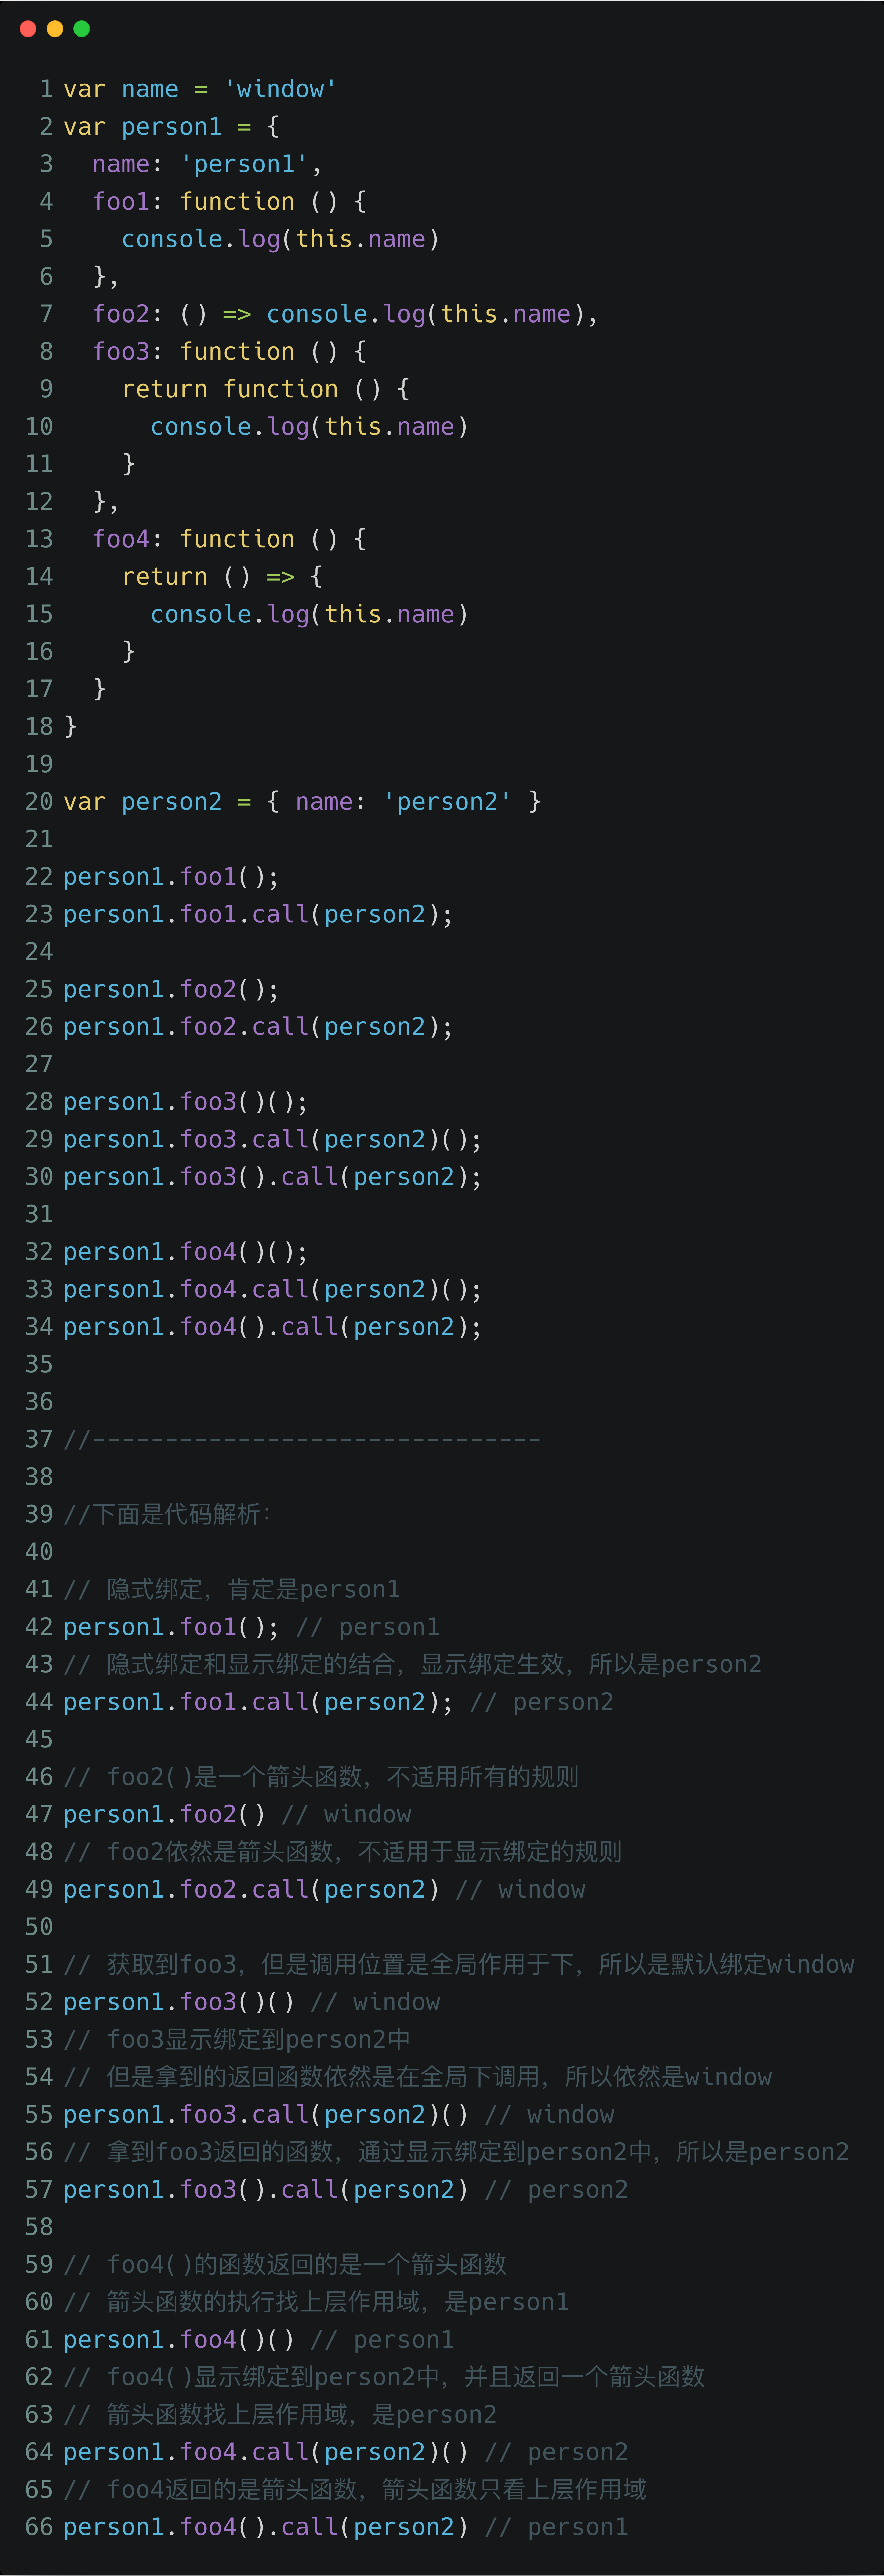 1 var name = 'window'
2 var person1 = {
3   name: 'person1',
4   foo1: function () {
5     console.log(this.name)
6   },
7   foo2: () => console.log(this.name),
8   foo3: function () {
9     return function () {
10       console.log(this.name)
11     }
12   },
13   foo4: function () {
14     return () => {
15       console.log(this.name)
16     }
17   }
18 }
19
20 var person2 = { name: 'person2' }
21
22 person1.foo1();
23 person1.foo1.call(person2);
24
25 person1.foo2();
26 person1.foo2.call(person2);
27
28 person1.foo3()();
29 person1.foo3.call(person2)();
30 person1.foo3().call(person2);
31
32 person1.foo4()();
33 person1.foo4.call(person2)();
34 person1.foo4().call(person2);
35
36
37 //-------------------------------
38
39 //下面是代码解析：
40
41 // 隐式绑定，肯定是person1
42 person1.foo1(); // person1
43 // 隐式绑定和显示绑定的结合，显示绑定生效，所以是person2
44 person1.foo1.call(person2); // person2
45
46 // foo2()是一个箭头函数，不适用所有的规则
47 person1.foo2() // window
48 // foo2依然是箭头函数，不适用于显示绑定的规则
49 person1.foo2.call(person2) // window
50
51 // 获取到foo3，但是调用位置是全局作用于下，所以是默认绑定window
52 person1.foo3()() // window
53 // foo3显示绑定到person2中
54 // 但是拿到的返回函数依然是在全局下调用，所以依然是window
55 person1.foo3.call(person2)() // window
56 // 拿到foo3返回的函数，通过显示绑定到person2中，所以是person2
57 person1.foo3().call(person2) // person2
58
59 // foo4()的函数返回的是一个箭头函数
60 // 箭头函数的执行找上层作用域，是person1
61 person1.foo4()() // person1
62 // foo4()显示绑定到person2中，并且返回一个箭头函数
63 // 箭头函数找上层作用域，是person2
64 person1.foo4.call(person2)() // person2
65 // foo4返回的是箭头函数，箭头函数只看上层作用域
66 person1.foo4().call(person2) // person1